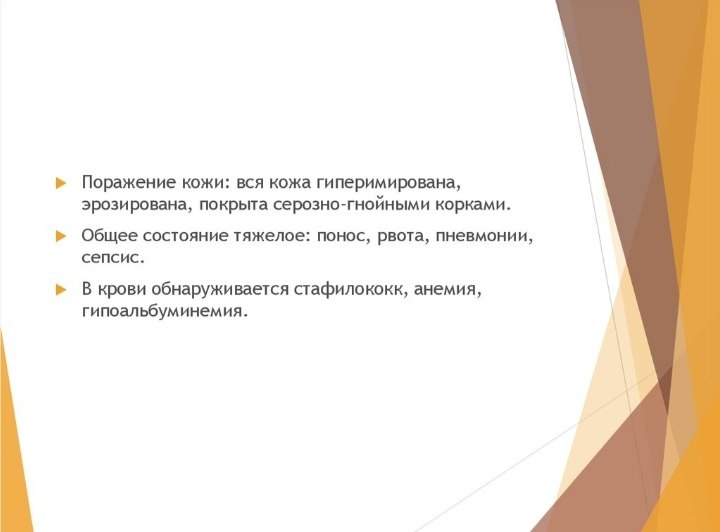 Поражение кожи: вся кожа гиперимирована,
эрозирована, покрыта серозно-гнойными корками.
Общее состояние тяжелое: понос, рвота, пневмонии,
сепсис.
В крови обнаруживается стафилококк, анемия,
гипоальбуминемия.